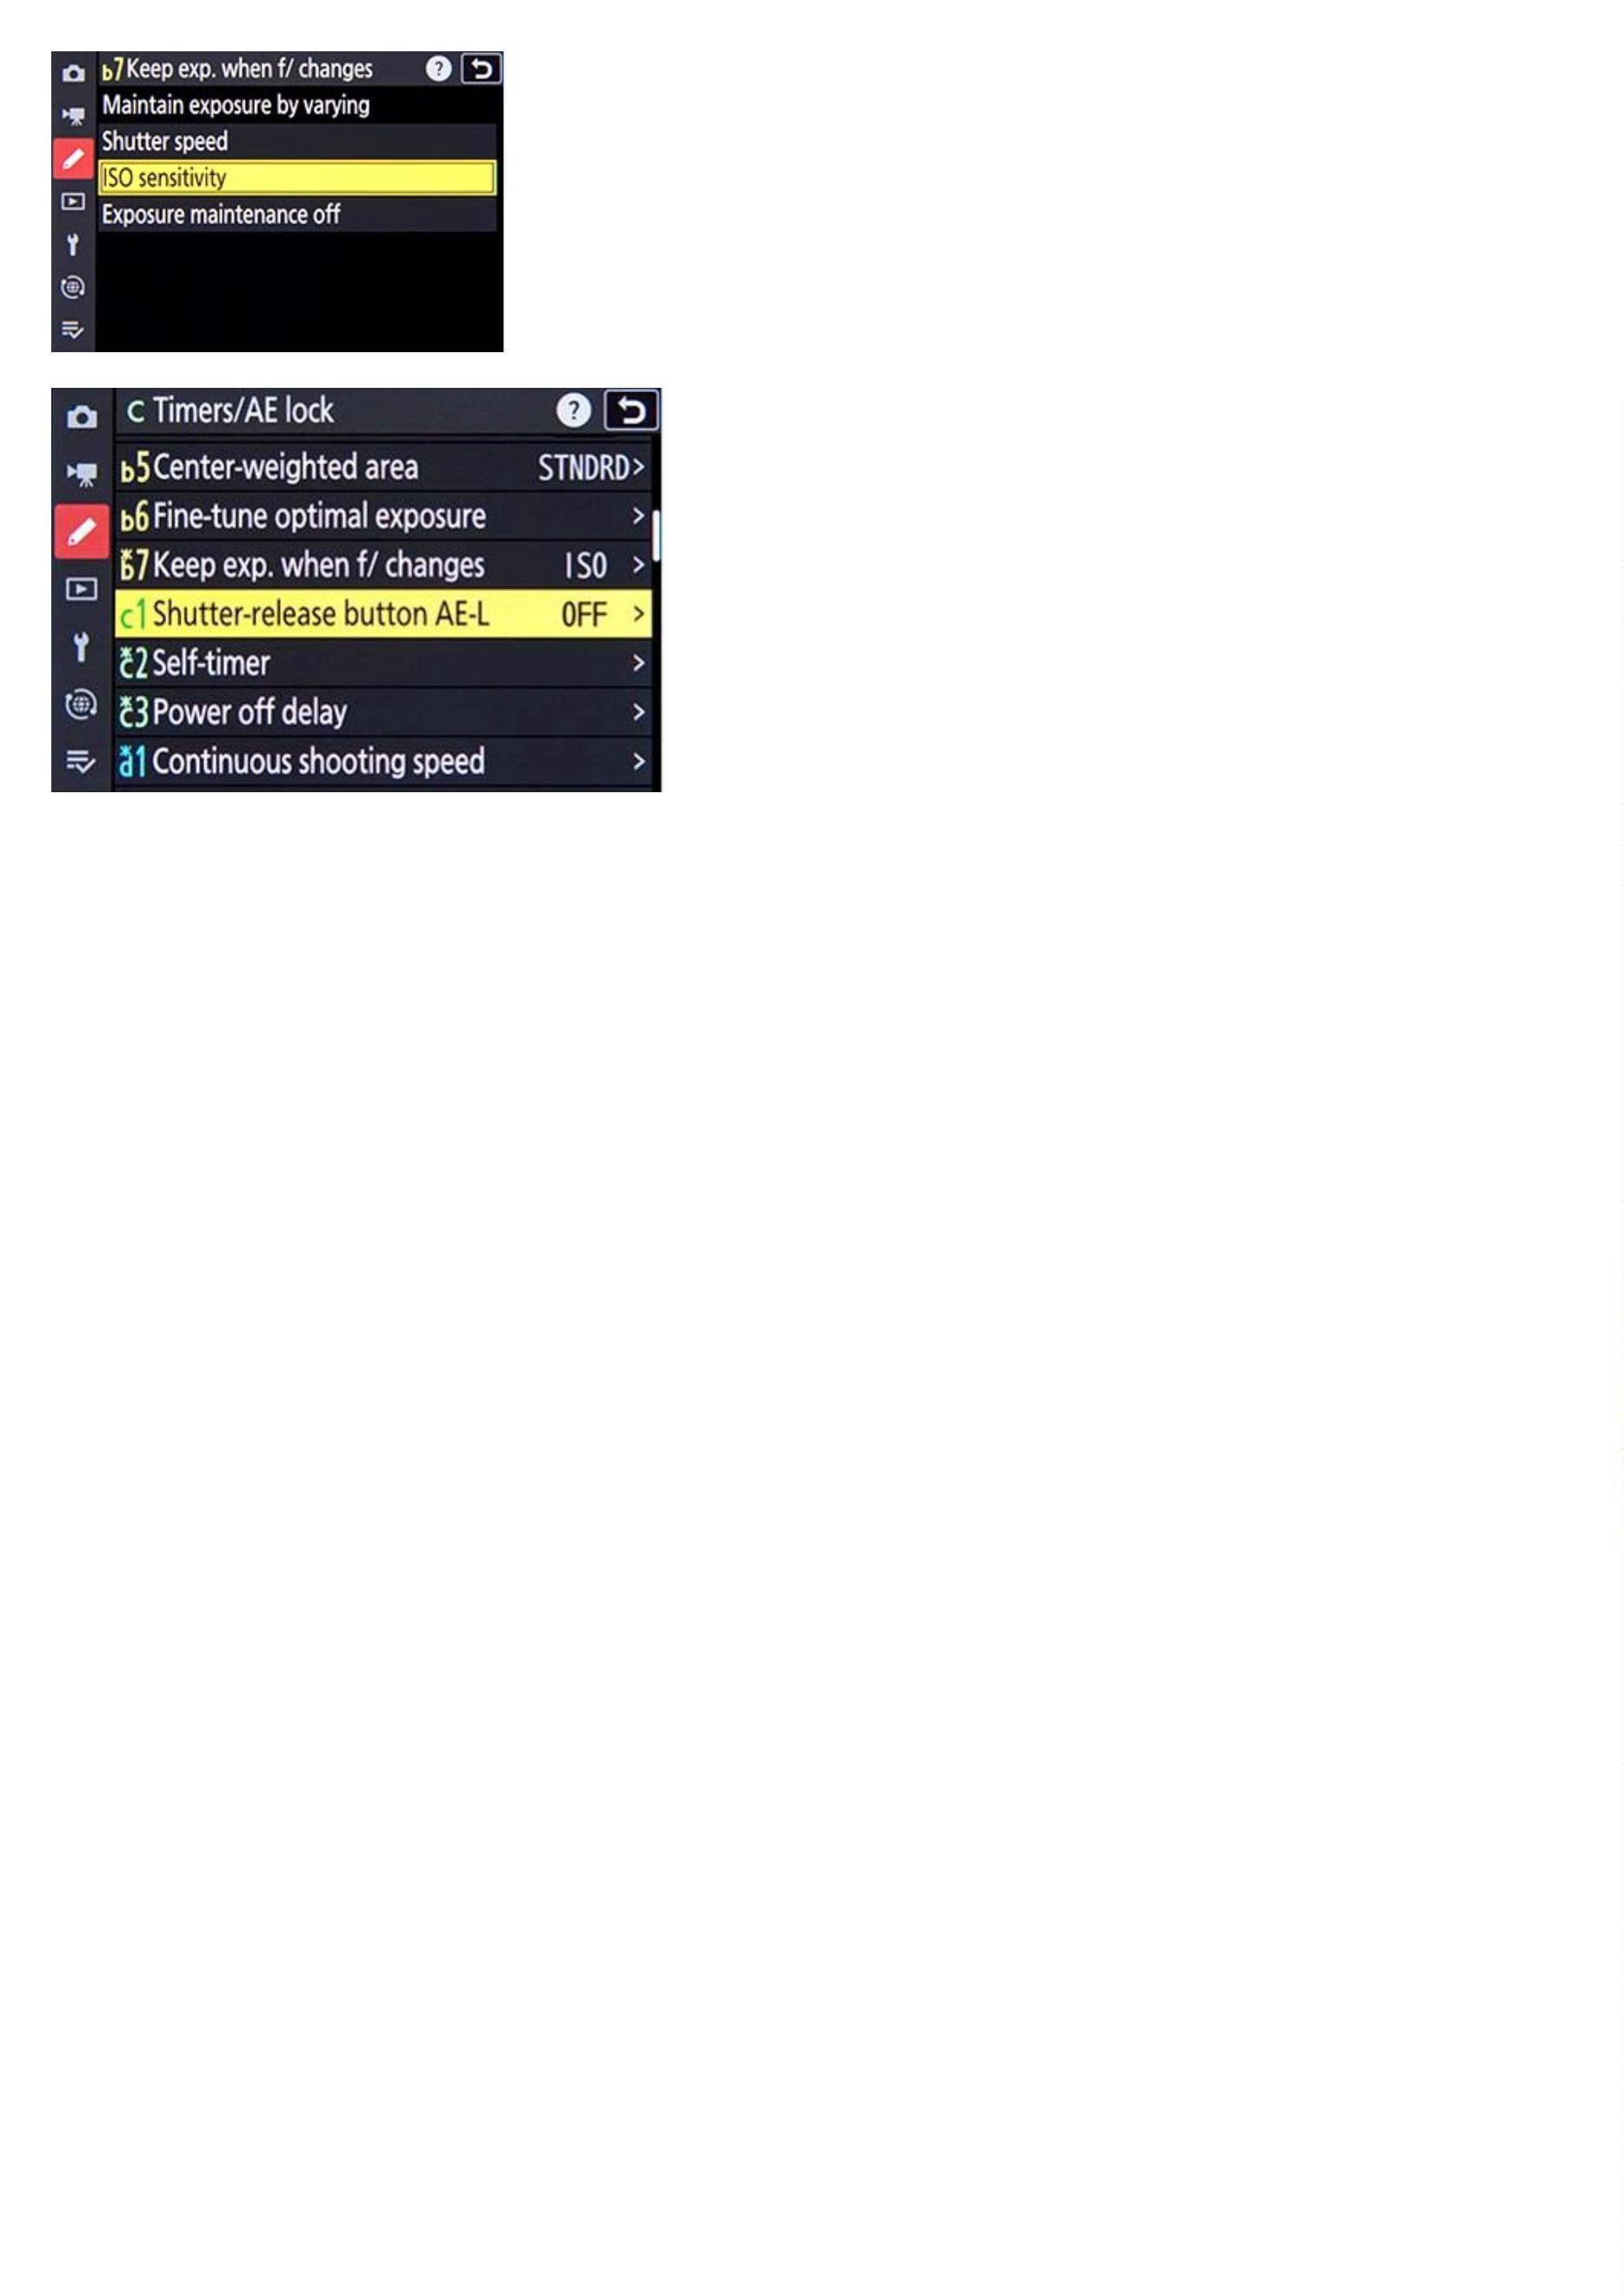 b7 Keep exp. when f/ changes ?
Maintain exposure by varying
Shutter speed
ISO sensitivity
Exposure maintenance off
c Timers/AE lock ?
b5 Center-weighted area STNDRD>
b6 Fine-tune optimal exposure >
*b7 Keep exp. when f/ changes ISO >
c1 Shutter-release button AE-L OFF >
*c2 Self-timer >
*c3 Power off delay >
*d1 Continuous shooting speed >